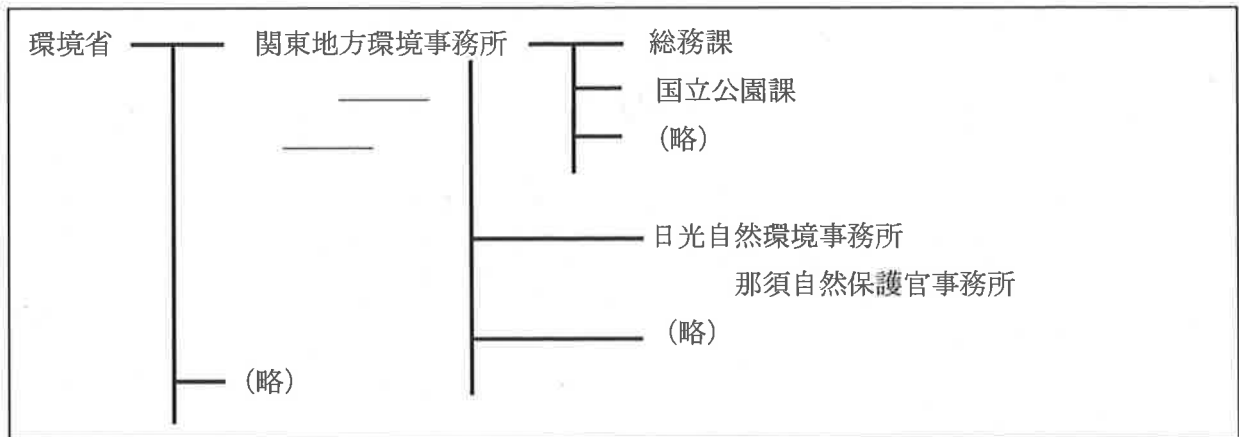 環境省 関東地方環境事務所 総務課
国立公園課
（略）
日光自然環境事務所
那須自然保護官事務所
（略）
（略）